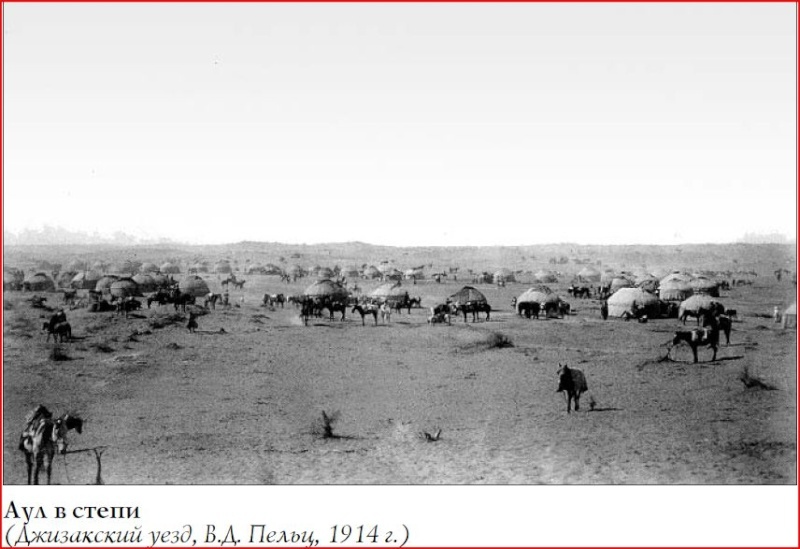 Аул в степи
(Джизакский уезд, В.Д. Пельц, 1914 г.)